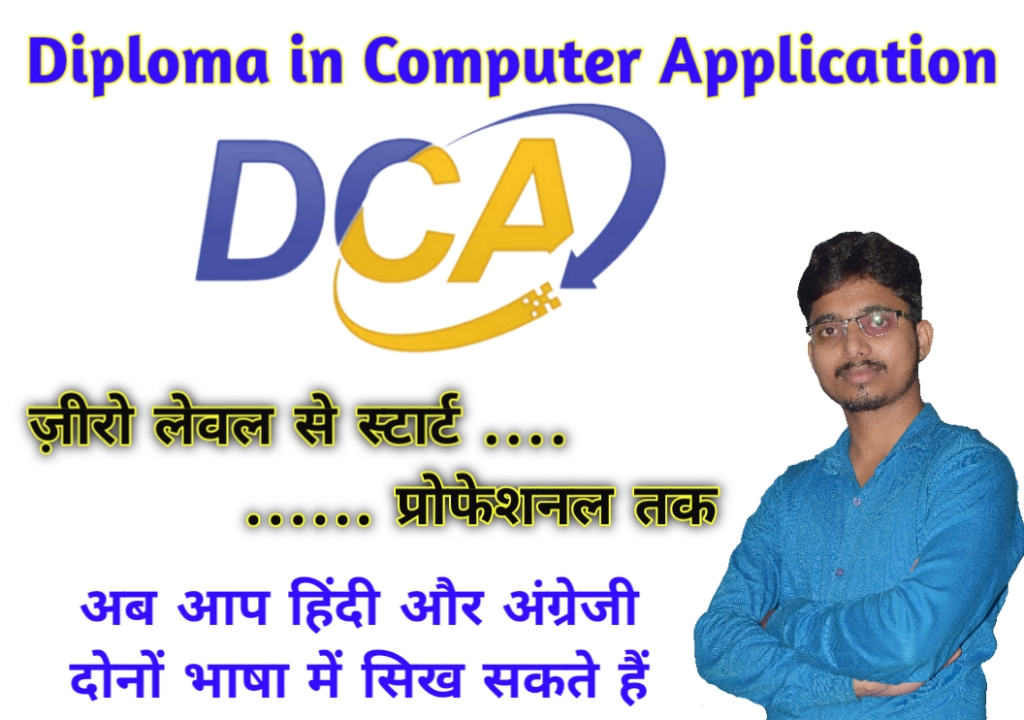 Diploma in Computer Application
DCA
ज़ीरो लेवल से स्टार्ट ....
...... प्रोफेशनल तक
अब आप हिंदी और अंग्रेजी
दोनों भाषा में सिख सकते हैं